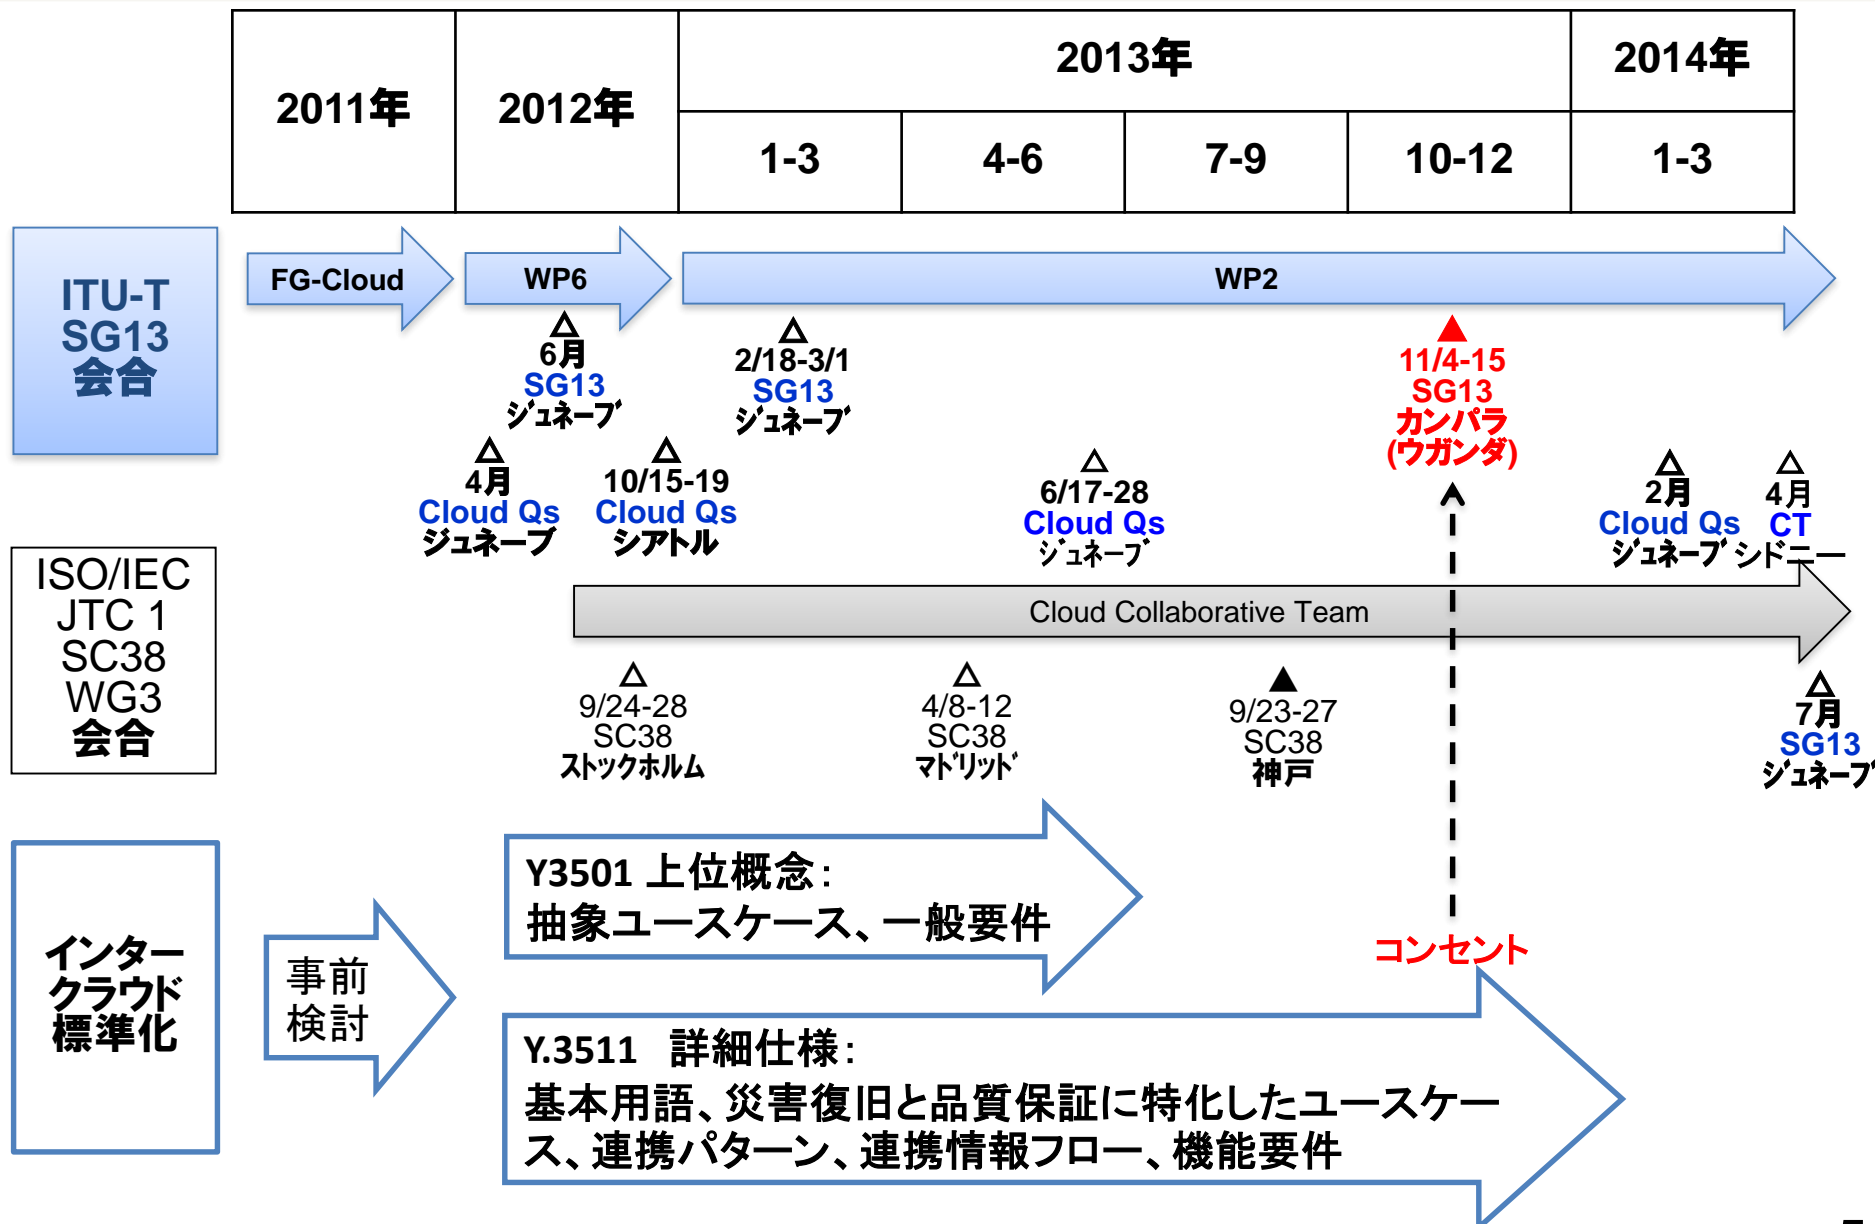 2011年
2012年
2013年
2014年
1-3
4-6
7-9
10-12
1-3
ITU-T
SG13
会合
FG-Cloud
WP6
WP2
6月
SG13
ジュネーブ
2/18-3/1
SG13
ジュネーブ
11/4-15
SG13
カンパラ
(ウガンダ)
4月
Cloud Qs
ジュネーブ
10/15-19
Cloud Qs
シアトル
6/17-28
Cloud Qs
ジュネーブ
2月
Cloud Qs
ジュネーブ
4月
CT
シドニー
ISO/IEC
JTC 1
SC38
WG3
会合
Cloud Collaborative Team
9/24-28
SC38
ストックホルム
4/8-12
SC38
マドリッド
9/23-27
SC38
神戸
7月
SG13
ジュネーブ
インター
クラウド
標準化
事前
検討
Y3501 上位概念：
抽象ユースケース、一般要件
コンセント
Y.3511 詳細仕様：
基本用語、災害復旧と品質保証に特化したユースケー
ス、連携パターン、連携情報フロー、機能要件